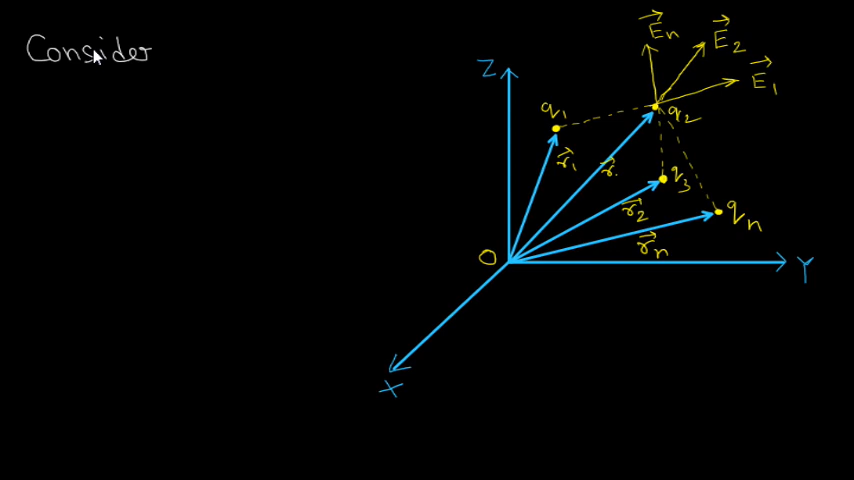 Consider
Z
q1
r1
r.
En
E2
E1
q2
q3
r2
qn
rn
O
Y
X